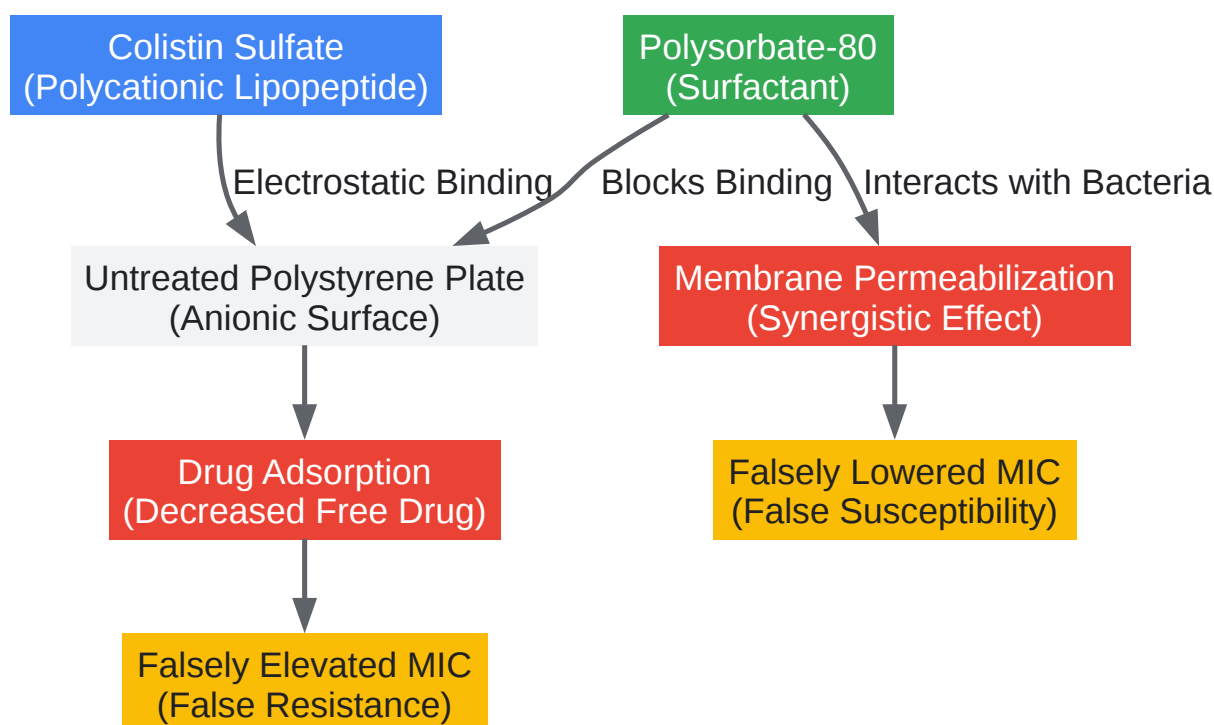 Colistin Sulfate
(Polycationic Lipopeptide)
Polysorbate-80
(Surfactant)
Electrostatic Binding
Blocks Binding
Interacts with Bacteria
Untreated Polystyrene Plate
(Anionic Surface)
Membrane Permeabilization
(Synergistic Effect)
Drug Adsorption
(Decreased Free Drug)
Falsely Lowered MIC
(False Susceptibility)
Falsely Elevated MIC
(False Resistance)